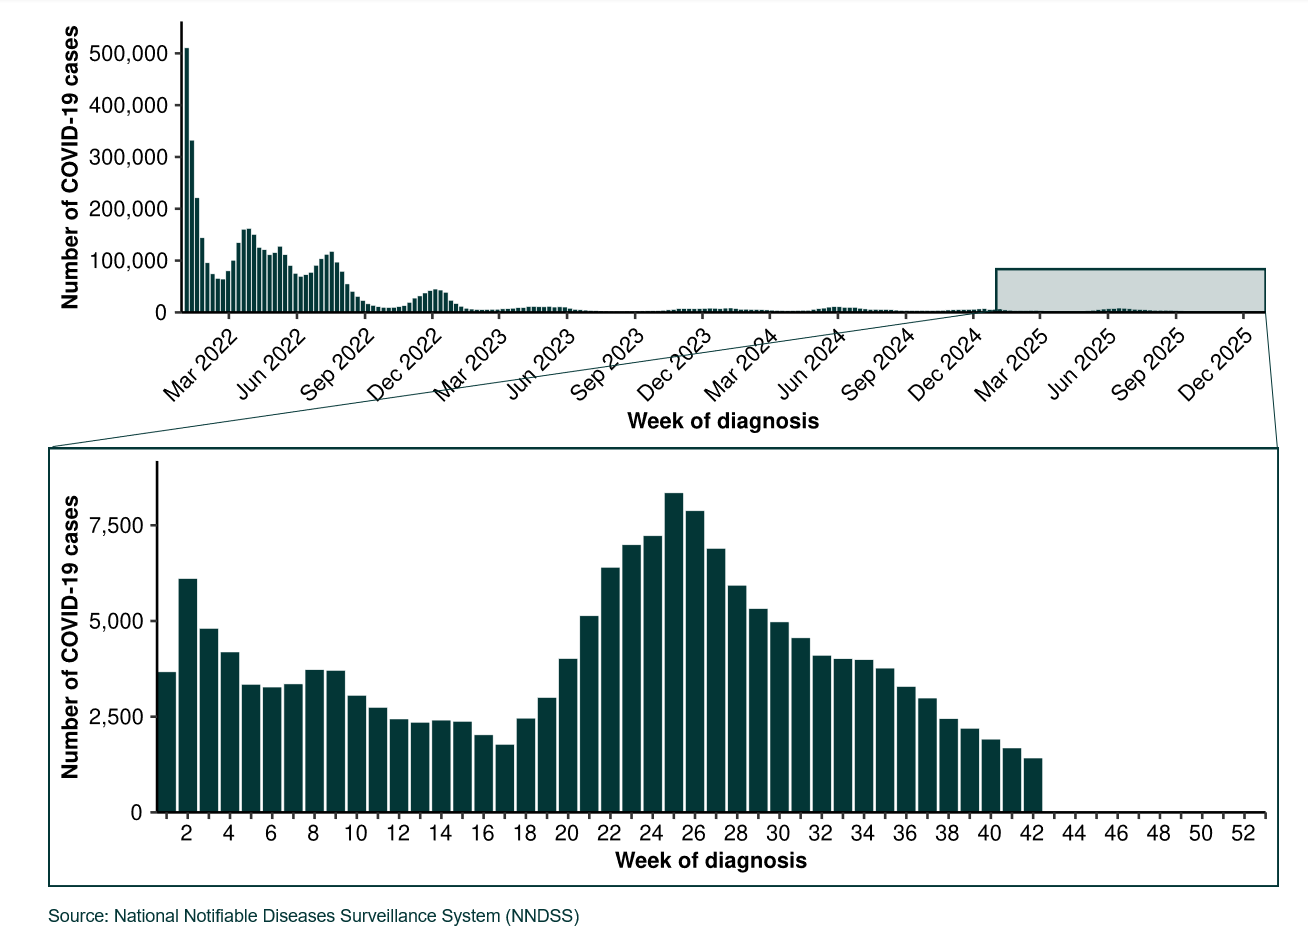 Number of COVID-19 cases
500,000
400,000
300,000
200,000
100,000
0
Mar 2022 Jun 2022 Sep 2022 Dec 2022 Mar 2023 Jun 2023 Sep 2023 Dec 2023 Mar 2024 Jun 2024 Sep 2024 Dec 2024 Mar 2025 Jun 2025 Sep 2025 Dec 2025
Week of diagnosis
Number of COVID-19 cases
7,500
5,000
2,500
0
2 4 6 8 10 12 14 16 18 20 22 24 26 28 30 32 34 36 38 40 42 44 46 48 50 52
Week of diagnosis
Source: National Notifiable Diseases Surveillance System (NNDSS)